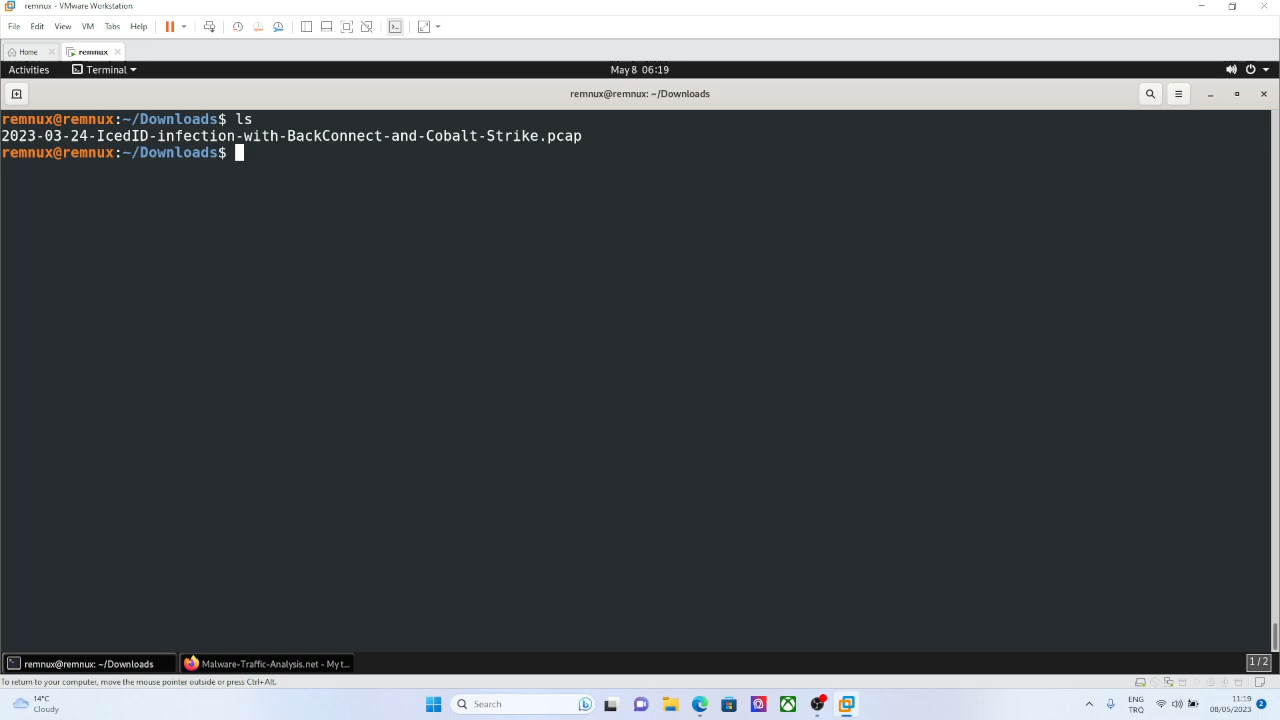 remnux - VMware Workstation
File Edit View VM Tabs Help
Home remnux
Activities Terminal May 8 06:19
remnux@remnux: ~/Downloads
remnux@remnux:~/Downloads$ ls
2023-03-24-IcedID-infection-with-BackConnect-and-Cobalt-Strike.pcap
remnux@remnux:~/Downloads$
remnux@remnux: ~/Downloads Malware-Traffic-Analysis.net - My t... 1 / 2
To return to your computer, move the mouse pointer outside or press Ctrl+Alt.
14°C
Cloudy
Search
ENG
TRQ
11:19
08/05/2023
2